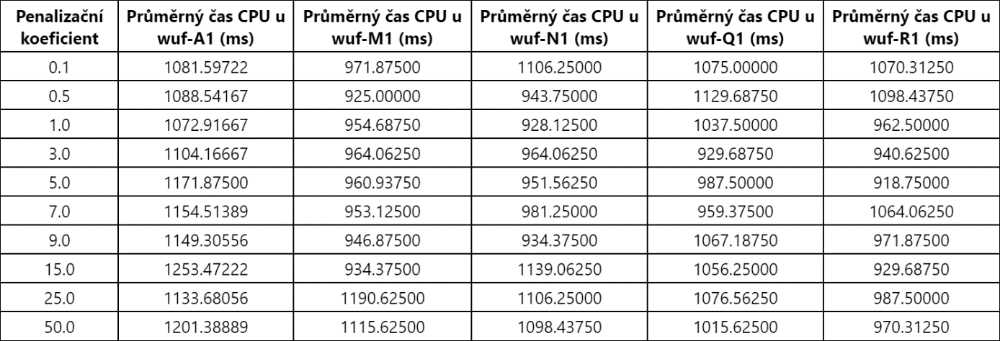 Penalizační koeficient Průměrný čas CPU u wuf-A1 (ms) Průměrný čas CPU u wuf-M1 (ms) Průměrný čas CPU u wuf-N1 (ms) Průměrný čas CPU u wuf-Q1 (ms) Průměrný čas CPU u wuf-R1 (ms)
0.1 1081.59722 971.87500 1106.25000 1075.00000 1070.31250
0.5 1088.54167 925.00000 943.75000 1129.68750 1098.43750
1.0 1072.91667 954.68750 928.12500 1037.50000 962.50000
3.0 1104.16667 964.06250 964.06250 929.68750 940.62500
5.0 1171.87500 960.93750 951.56250 987.50000 918.75000
7.0 1154.51389 953.12500 981.25000 959.37500 1064.06250
9.0 1149.30556 946.87500 934.37500 1067.18750 971.87500
15.0 1253.47222 934.37500 1139.06250 1056.25000 929.68750
25.0 1133.68056 1190.62500 1106.25000 1076.56250 987.50000
50.0 1201.38889 1115.62500 1098.43750 1015.62500 970.31250